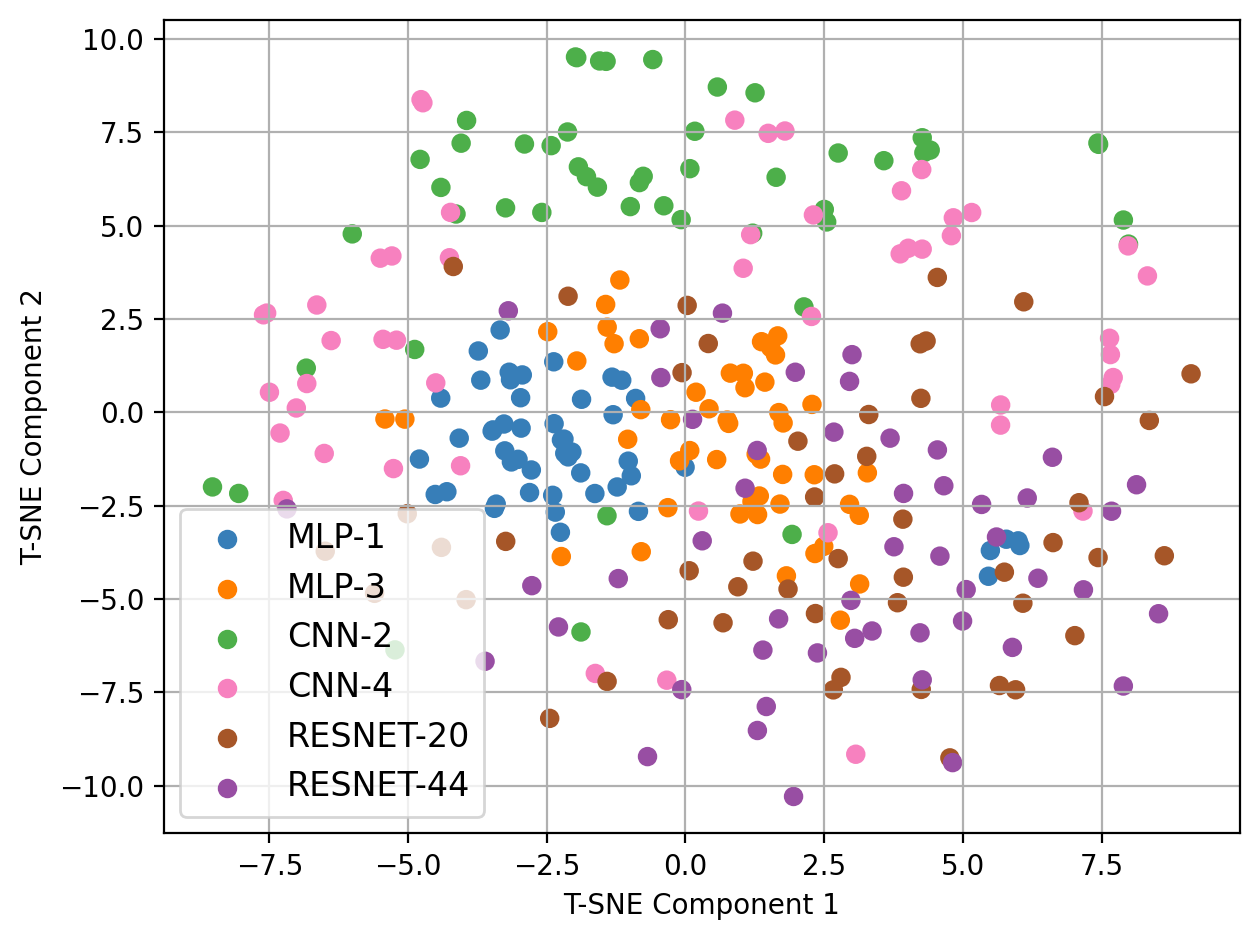 10.0
7.5
5.0
2.5
0.0
−2.5
−5.0
−7.5
−10.0
T-SNE Component 2
MLP-1
MLP-3
CNN-2
CNN-4
RESNET-20
RESNET-44
−7.5 −5.0 −2.5 0.0 2.5 5.0 7.5
T-SNE Component 1